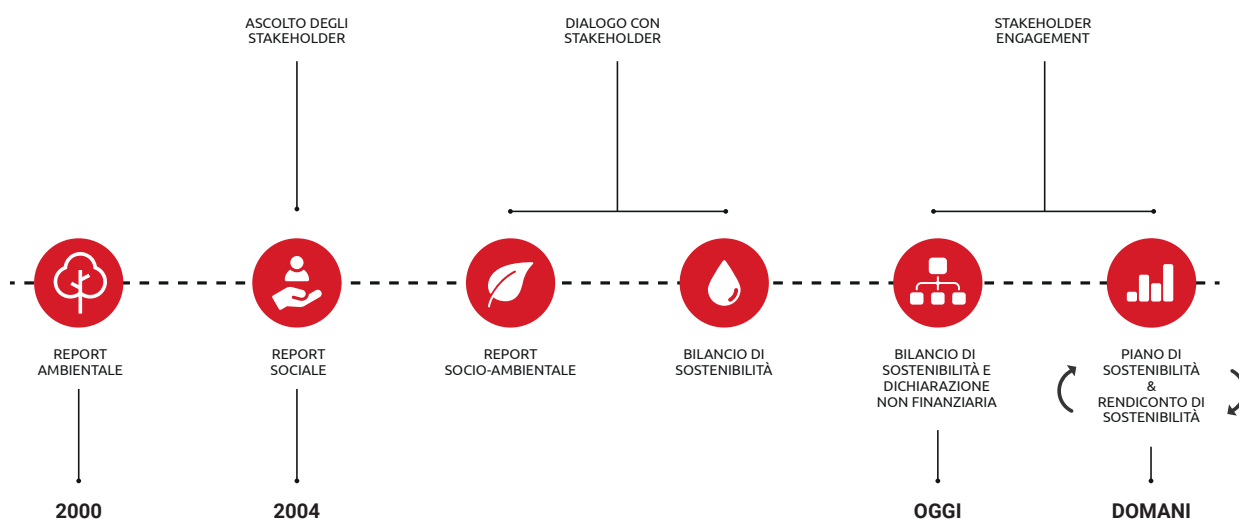 ASCOLTO DEGLI
STAKEHOLDER
DIALOGO CON
STAKEHOLDER
STAKEHOLDER
ENGAGEMENT
REPORT
AMBIENTALE
REPORT
SOCIALE
REPORT
SOCIO-AMBIENTALE
BILANCIO DI
SOSTENIBILITÀ
BILANCIO DI
SOSTENIBILITÀ E
DICHIARAZIONE
NON FINANZIARIA
PIANO DI
SOSTENIBILITÀ
&
RENDICONTO DI
SOSTENIBILITÀ
2000
2004
OGGI
DOMANI